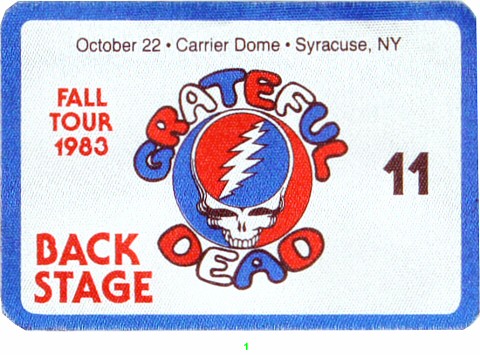 October 22 • Carrier Dome • Syracuse, NY
FALL
TOUR
1983
GRATEFUL
DEAD
11
BACK
STAGE
1